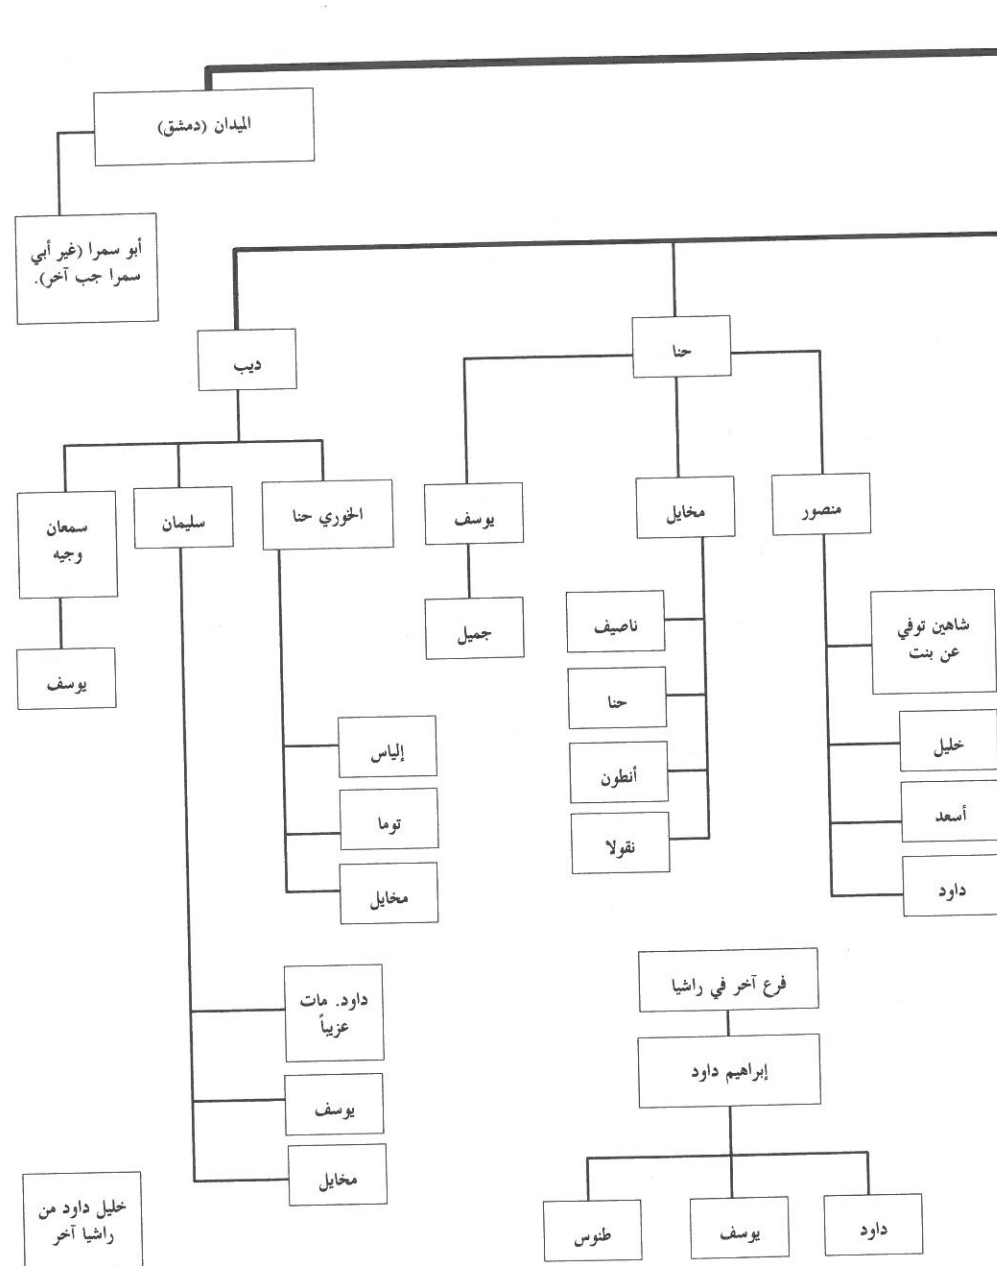 الميدان (دمشق)
أبو سمرا (غير أبي
سمرا جب آخر).
حنا
ديب
منصور
مخايل
يوسف
الخوري حنا
سليمان
سمعان
وجيه
شاهين توفي
عن بنت
خليل
أسعد
داود
ناصيف
حنا
أنطون
نقولا
جميل
إلياس
توما
مخايل
يوسف
داود. مات
عزيباً
يوسف
مخايل
فرع آخر في راشيا
إبراهيم داود
داود
يوسف
طنوس
خليل داود من
راشيا آخر